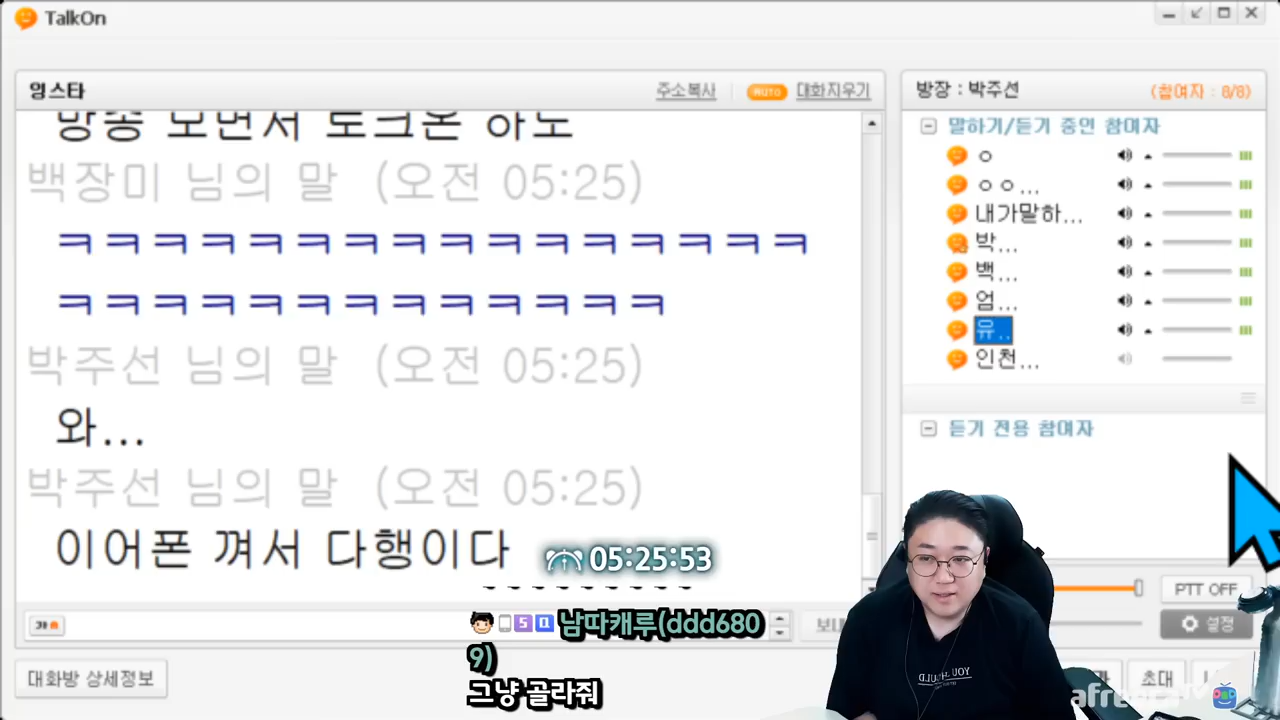 TalkOn
잉스타
주소복사
AUTO 대화지우기
방송 보면서 토크온 하노
백장미 님의 말 (오전 05:25)
ㅋㅋㅋㅋㅋㅋㅋㅋㅋㅋㅋㅋㅋㅋㅋㅋ
ㅋㅋㅋㅋㅋㅋㅋㅋㅋㅋㅋㅋㅋ
박주선 님의 말 (오전 05:25)
와...
박주선 님의 말 (오전 05:25)
이어폰 껴서 다행이다
05:25:53
남따캐루(ddd680
9)
그냥 골라줘
대화방 상세정보
방장 : 박주선 (참여자 : 8/8)
말하기/듣기 중인 참여자
ㅇ
ㅇㅇ...
내가말하...
박...
백...
엄...
유...
인천...
듣기 전용 참여자
PTT OFF
설정
초대